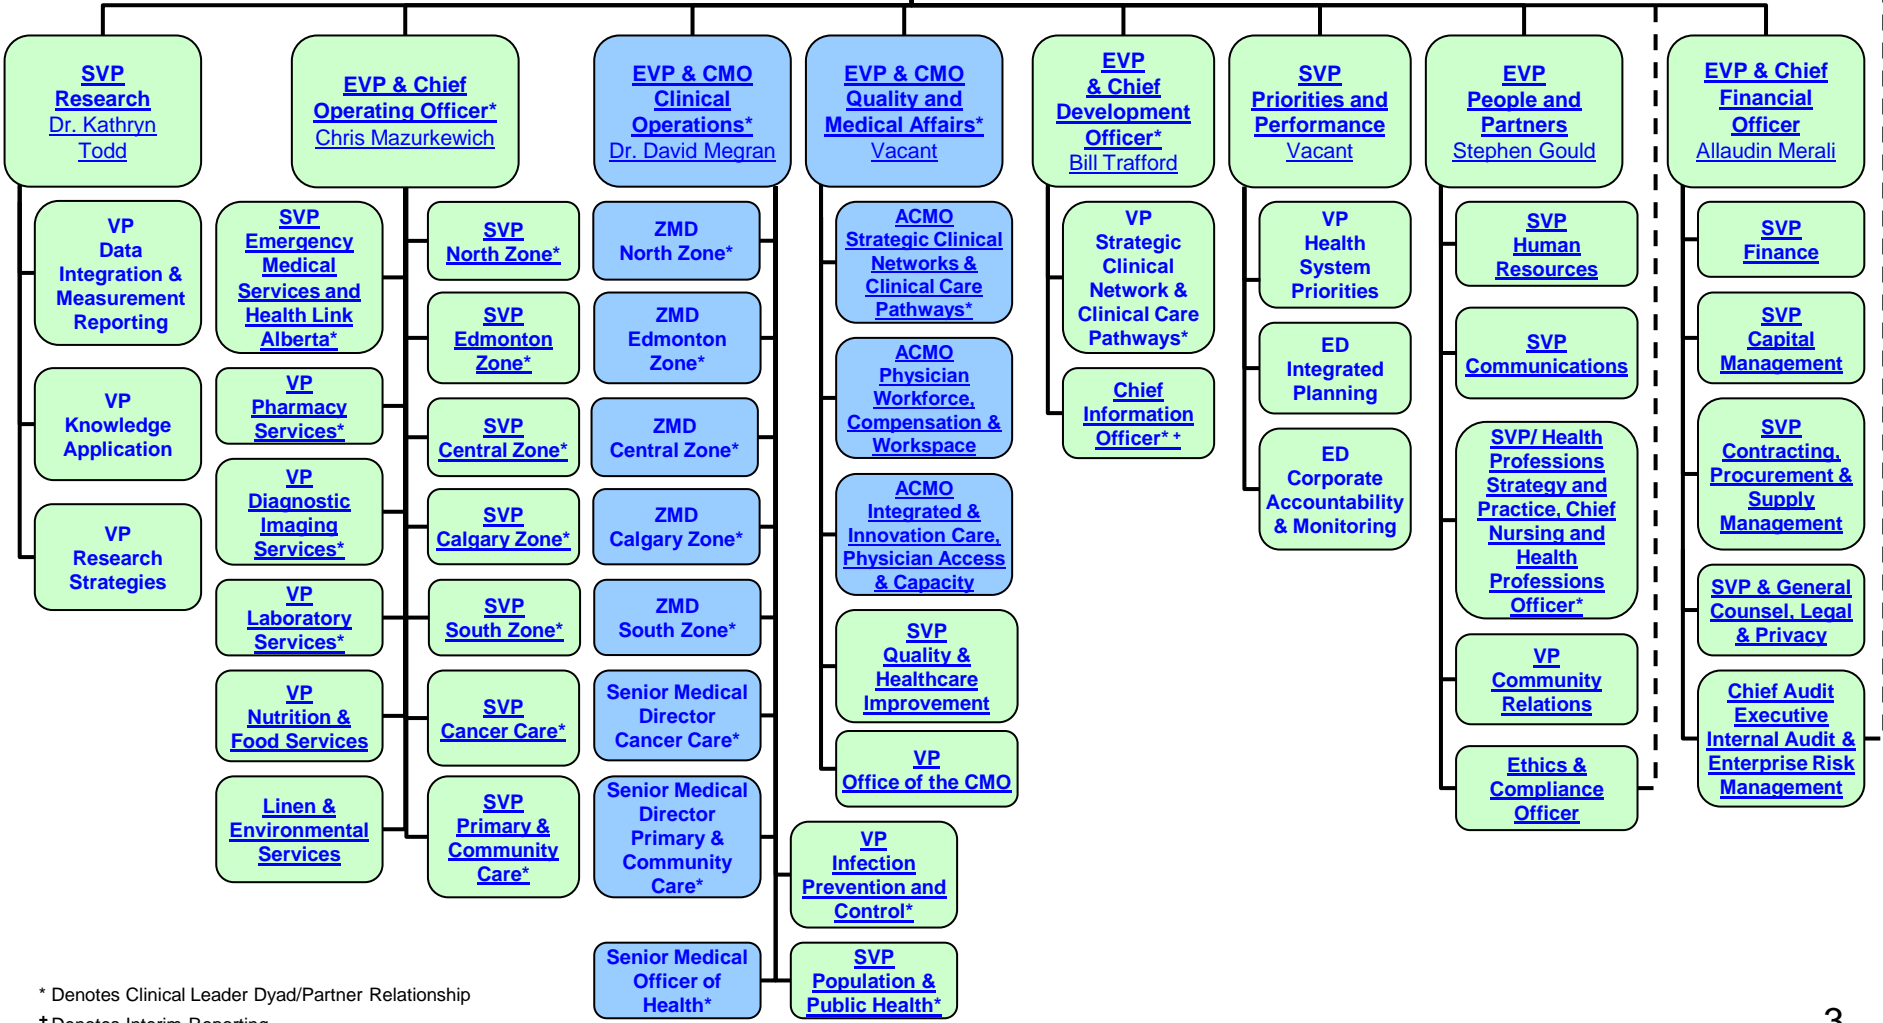 SVP
Research
Dr. Kathryn
Todd
EVP & Chief
Operating Officer*
Chris Mazurkewich
EVP & CMO
Clinical
Operations*
Dr. David Megran
EVP & CMO
Quality and
Medical Affairs*
Vacant
EVP
& Chief
Development
Officer*
Bill Trafford
SVP
Priorities and
Performance
Vacant
EVP
People and
Partners
Stephen Gould
EVP & Chief
Financial
Officer
Allaudin Merali
VP
Data
Integration &
Measurement
Reporting
VP
Knowledge
Application
VP
Research
Strategies
SVP
Emergency
Medical
Services and
Health Link
Alberta*
VP
Pharmacy
Services*
VP
Diagnostic
Imaging
Services*
VP
Laboratory
Services*
VP
Nutrition &
Food Services
Linen &
Environmental
Services
SVP
North Zone*
SVP
Edmonton
Zone*
SVP
Central Zone*
SVP
Calgary Zone*
SVP
South Zone*
SVP
Cancer Care*
SVP
Primary &
Community
Care*
ZMD
North Zone*
ZMD
Edmonton
Zone*
ZMD
Central Zone*
ZMD
Calgary Zone*
ZMD
South Zone*
Senior Medical
Director
Cancer Care*
Senior Medical
Director
Primary &
Community
Care*
Senior Medical
Officer of
Health*
ACMO
Strategic Clinical
Networks &
Clinical Care
Pathways*
ACMO
Physician
Workforce,
Compensation &
Workspace
ACMO
Integrated &
Innovation Care,
Physician Access
& Capacity
SVP
Quality &
Healthcare
Improvement
VP
Office of the CMO
VP
Infection
Prevention and
Control*
SVP
Population &
Public Health*
VP
Strategic
Clinical
Network &
Clinical Care
Pathways*
Chief
Information
Officer* +
VP
Health
System
Priorities
ED
Integrated
Planning
ED
Corporate
Accountability
& Monitoring
SVP
Human
Resources
SVP
Communications
SVP/ Health
Professions
Strategy and
Practice, Chief
Nursing and
Health
Professions
Officer*
VP
Community
Relations
Ethics &
Compliance
Officer
SVP
Finance
SVP
Capital
Management
SVP
Contracting,
Procurement &
Supply
Management
SVP & General
Counsel, Legal
& Privacy
Chief Audit
Executive
Internal Audit &
Enterprise Risk
Management
* Denotes Clinical Leader Dyad/Partner Relationship
+ Denotes Interim Reporting
3